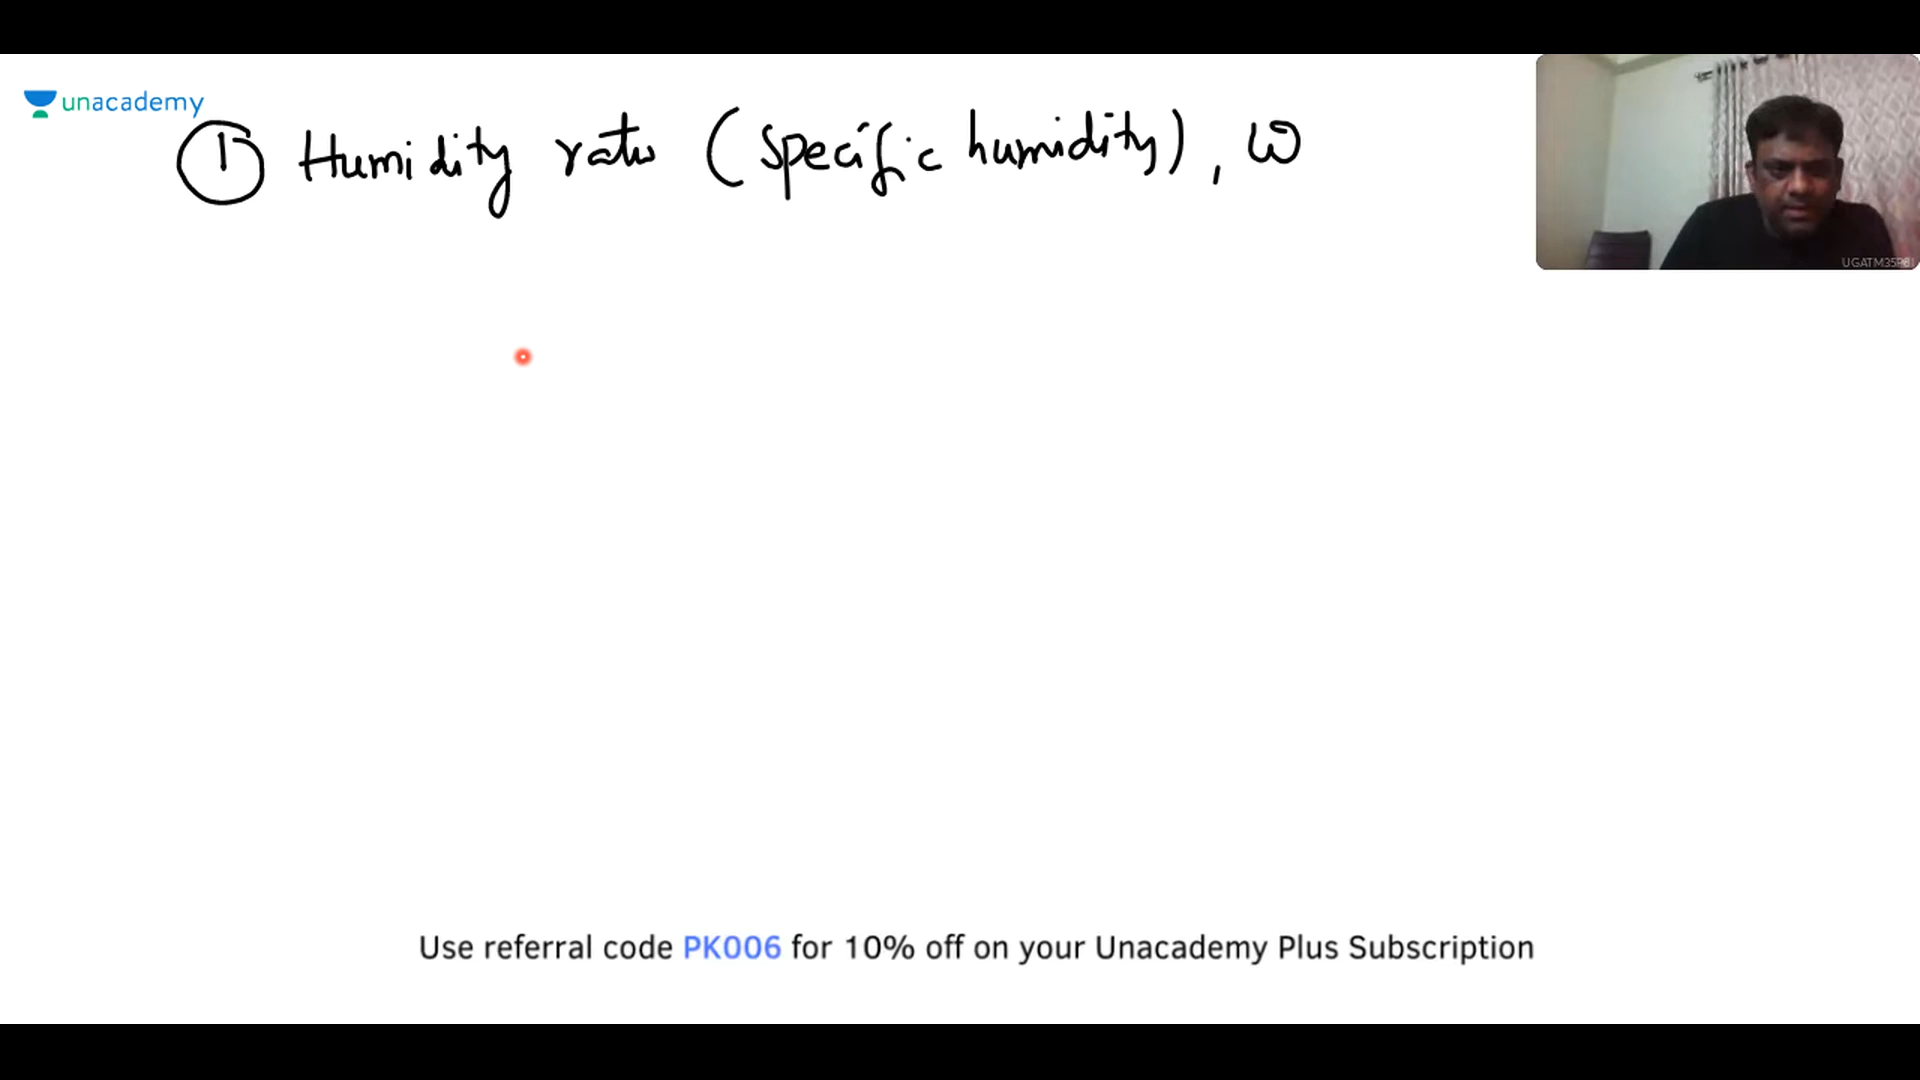 unacademy
① Humidity ratio (specific humidity), ω
Use referral code PK006 for 10% off on your Unacademy Plus Subscription